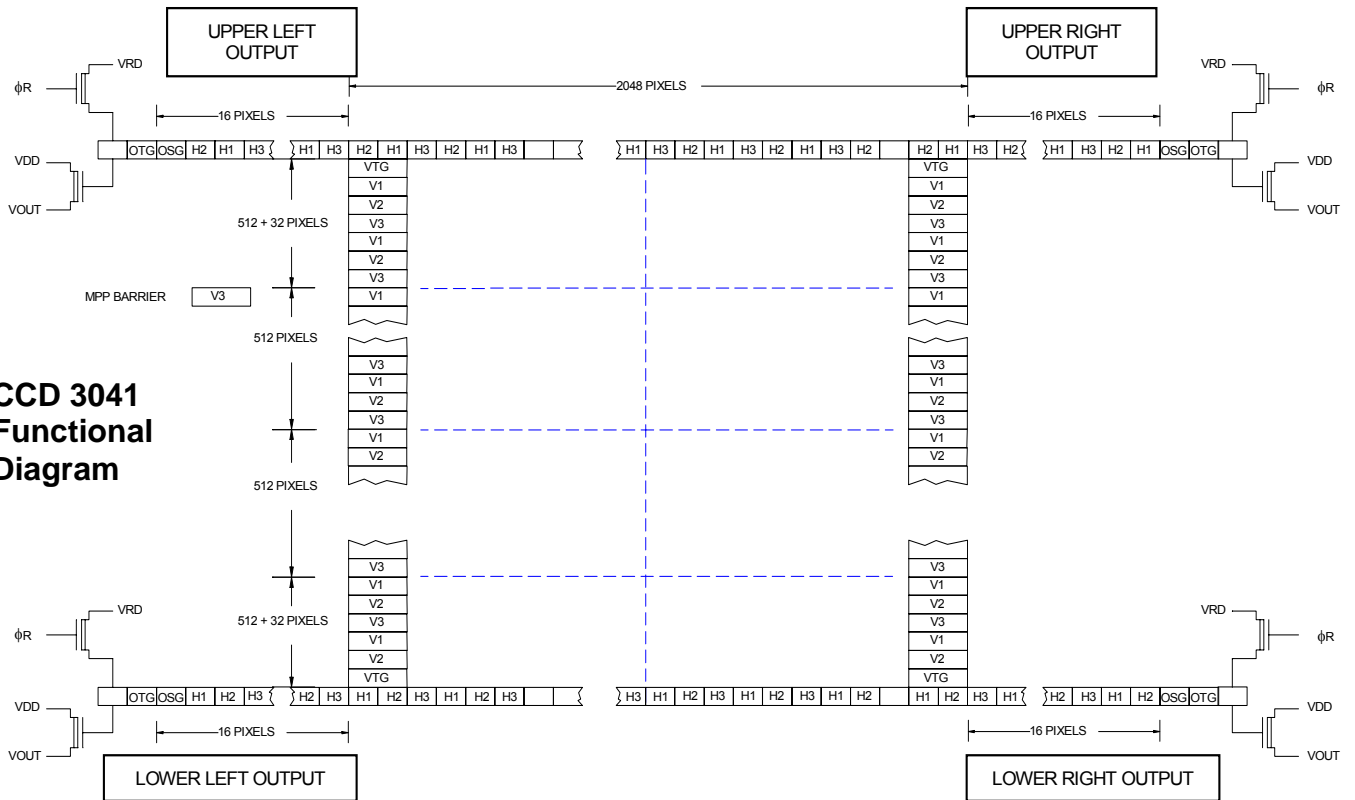 UPPER LEFT
OUTPUT
UPPER RIGHT
OUTPUT
VRD
VRD
ϕR
2048 PIXELS
ϕR
16 PIXELS
16 PIXELS
OTG OSG H2 H1 H3 H1 H3 H2 H1 H3 H2 H1 H3 H1 H3 H2 H1 H3 H2 H1 H3 H2 H2 H1 H3 H2 H1 H3 H2 H1 OSG OTG
VDD
VDD
VTG
VTG
V1
V1
VOUT
V2
V2
VOUT
512 + 32 PIXELS
V3
V3
V1
V1
V2
V2
V3
V3
MPP BARRIER
V3
V1
V1
512 PIXELS
V3
V3
V1
V1
CCD 3041
Functional
Diagram
V2
V2
V3
V3
V1
V1
V2
V2
512 PIXELS
V3
V3
V1
V1
VRD
V2
V2
VRD
512 + 32 PIXELS
V3
V3
ϕR
V1
V1
ϕR
V2
V2
VTG
VTG
OTG OSG H1 H2 H3 H2 H3 H1 H2 H3 H1 H2 H3 H3 H1 H2 H3 H1 H2 H3 H1 H2 H1 H2 H3 H1 H2 H3 H1 H2 OSG OTG
VDD
VDD
16 PIXELS
16 PIXELS
VOUT
VOUT
LOWER LEFT OUTPUT
LOWER RIGHT OUTPUT